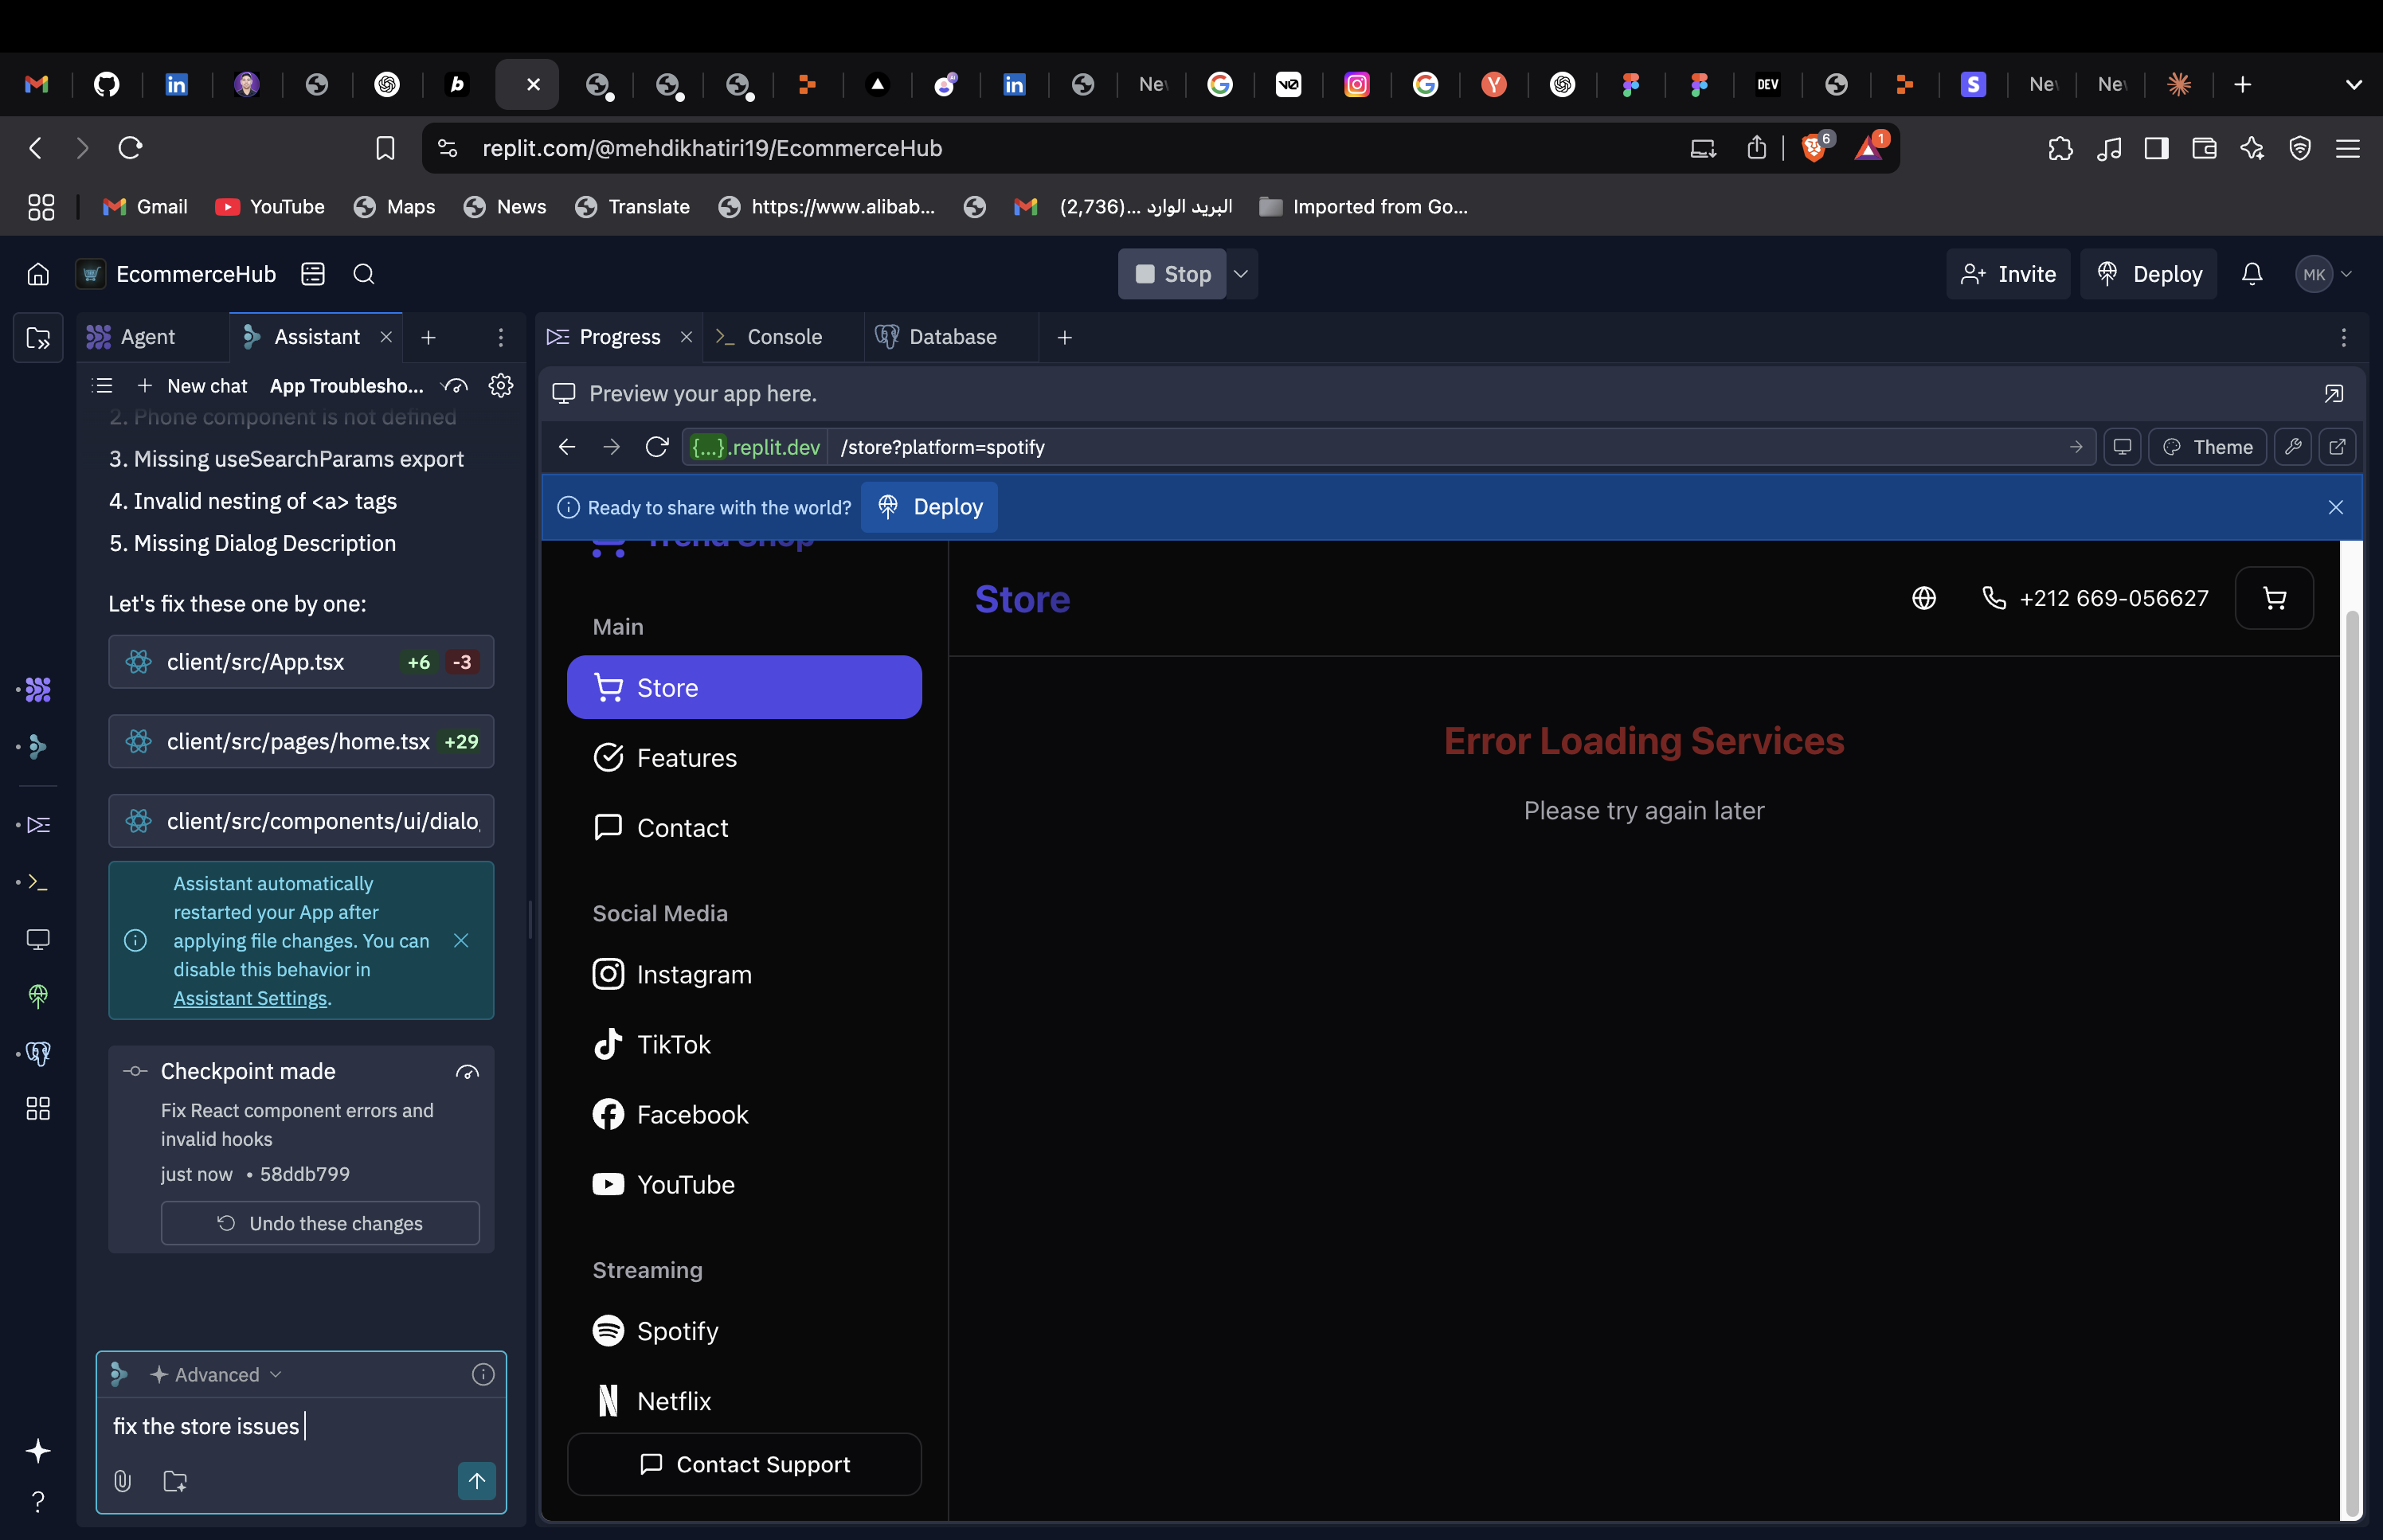 b
Nev
v0
DEV
S
Nev
Nev
replit.com/@mehdikhatiri19/EcommerceHub
6
1
Gmail
YouTube
Maps
News
Translate
https://www.alibab...
البريد الوارد ...(2,736)
Imported from Go...
EcommerceHub
Stop
Invite
Deploy
MK
Agent
Assistant
New chat
App Troublesho...
2. Phone component is not defined
3. Missing useSearchParams export
4. Invalid nesting of <a> tags
5. Missing Dialog Description
Let's fix these one by one:
client/src/App.tsx +6 -3
client/src/pages/home.tsx +29
client/src/components/ui/dialo
Assistant automatically
restarted your App after
applying file changes. You can
disable this behavior in
Assistant Settings.
Checkpoint made
Fix React component errors and
invalid hooks
just now • 58ddb799
Undo these changes
Advanced
fix the store issues
Progress
Console
Database
Preview your app here.
{...}.replit.dev
/store?platform=spotify
Theme
Ready to share with the world?
Deploy
Trend Shop
Main
Store
Features
Contact
Social Media
Instagram
TikTok
Facebook
YouTube
Streaming
Spotify
Netflix
Contact Support
Store
+212 669-056627
Error Loading Services
Please try again later